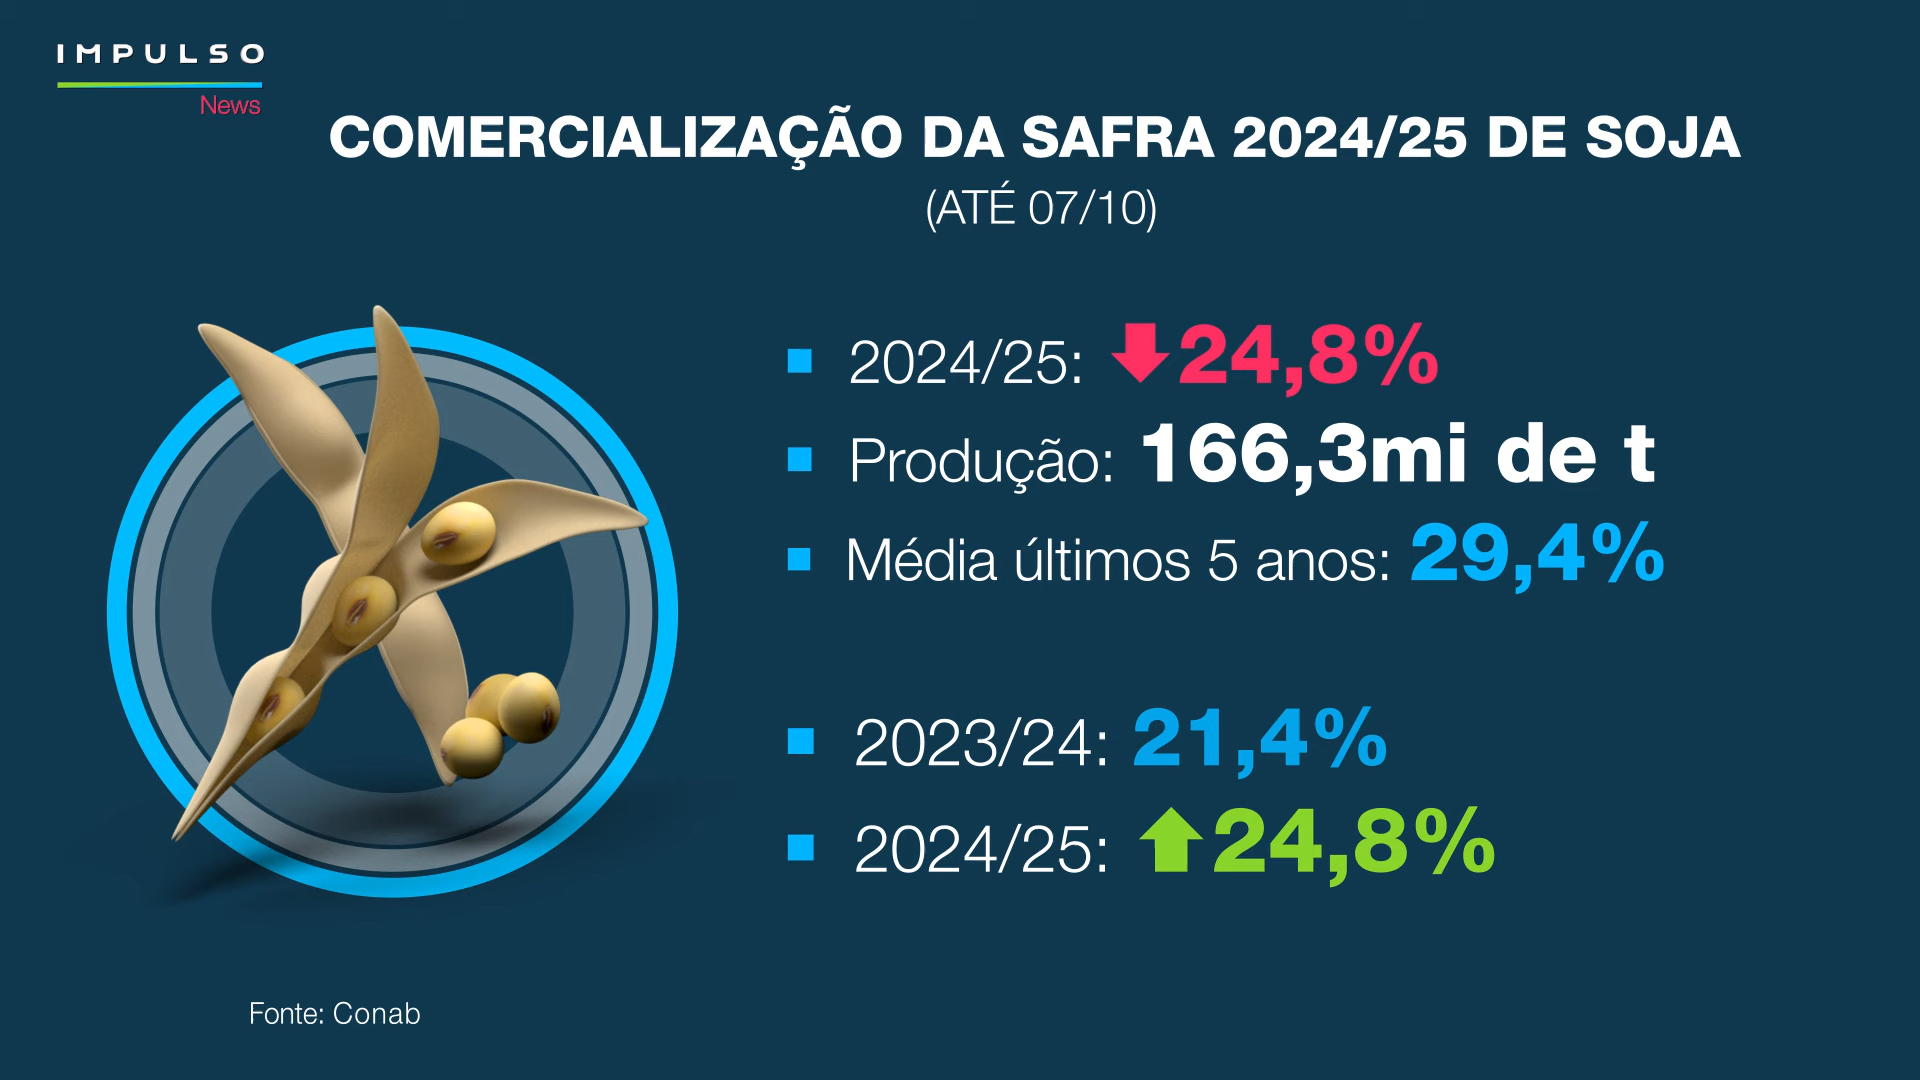 IMPULSO
News
COMERCIALIZAÇÃO DA SAFRA 2024/25 DE SOJA
(ATÉ 07/10)
2024/25: 24,8%
Produção: 166,3mi de t
Média últimos 5 anos: 29,4%
2023/24: 21,4%
2024/25: 24,8%
Fonte: Conab